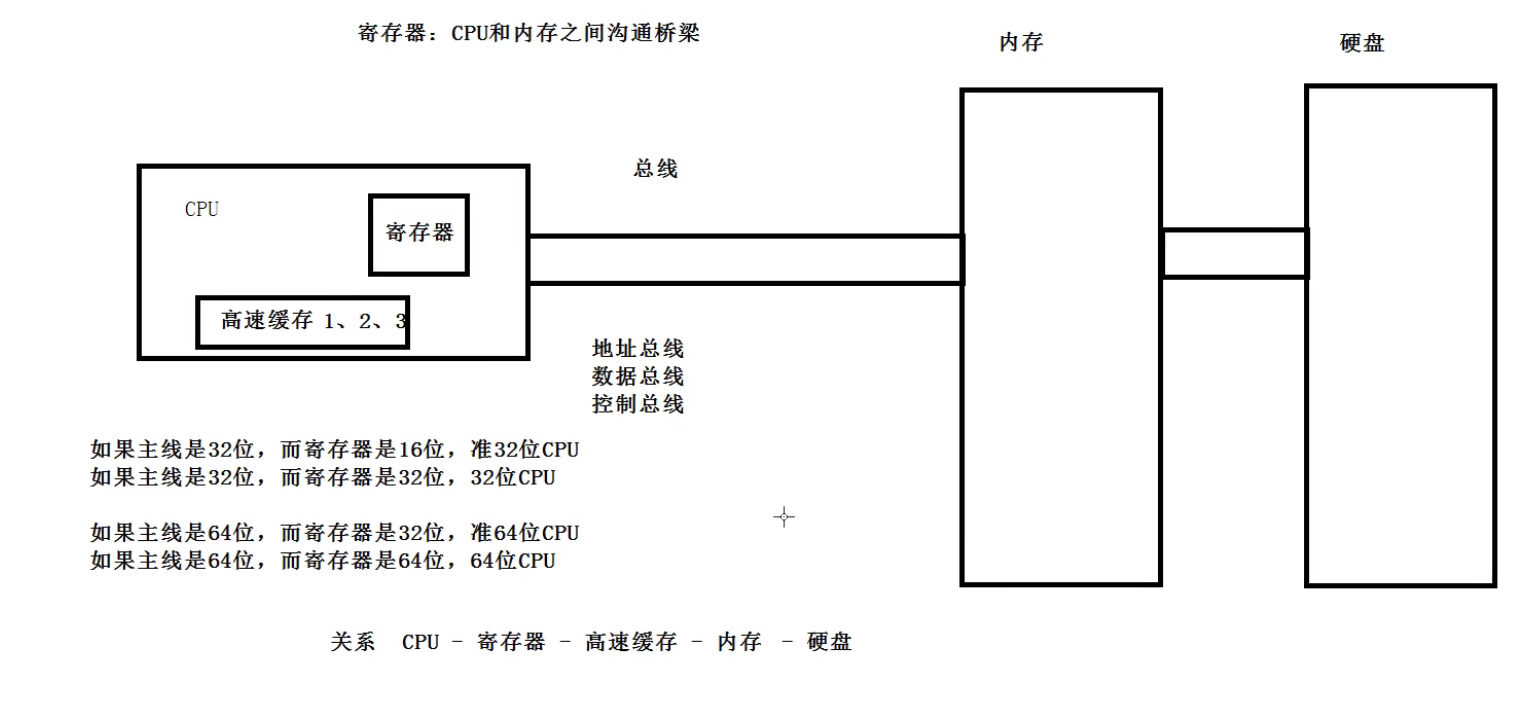 寄存器：CPU和内存之间沟通桥梁
内存
硬盘
总线
CPU
寄存器
高速缓存 1、2、3
地址总线
数据总线
控制总线
如果主线是32位，而寄存器是16位，准32位CPU
如果主线是32位，而寄存器是32位，32位CPU
如果主线是64位，而寄存器是32位，准64位CPU
如果主线是64位，而寄存器是64位，64位CPU
关系 CPU - 寄存器 - 高速缓存 - 内存 - 硬盘